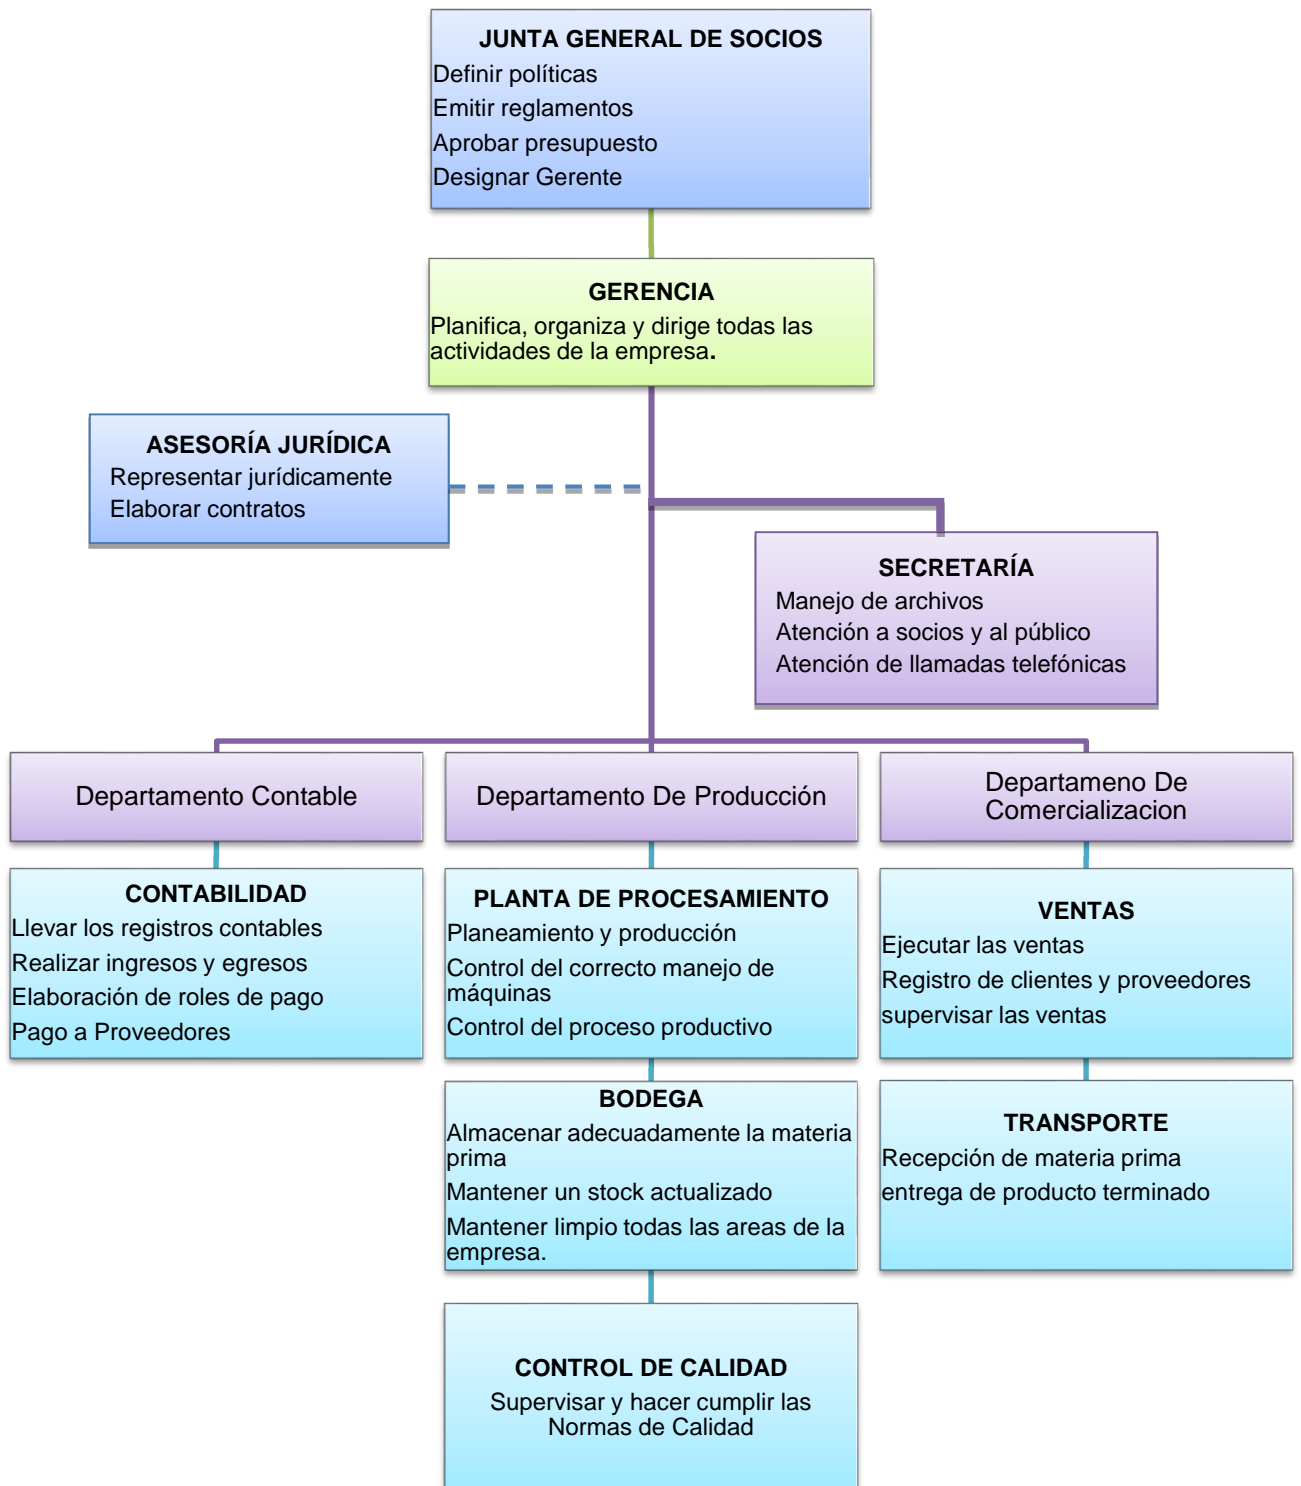 JUNTA GENERAL DE SOCIOS
Definir políticas
Emitir reglamentos
Aprobar presupuesto
Designar Gerente
GERENCIA
Planifica, organiza y dirige todas las
actividades de la empresa.
ASESORÍA JURÍDICA
Representar jurídicamente
Elaborar contratos
SECRETARÍA
Manejo de archivos
Atención a socios y al público
Atención de llamadas telefónicas
Departamento Contable
CONTABILIDAD
Llevar los registros contables
Realizar ingresos y egresos
Elaboración de roles de pago
Pago a Proveedores
Departamento De Producción
PLANTA DE PROCESAMIENTO
Planeamiento y producción
Control del correcto manejo de
máquinas
Control del proceso productivo
BODEGA
Almacenar adecuadamente la materia
prima
Mantener un stock actualizado
Mantener limpio todas las areas de la
empresa.
CONTROL DE CALIDAD
Supervisar y hacer cumplir las
Normas de Calidad
Departameno De
Comercializacion
VENTAS
Ejecutar las ventas
Registro de clientes y proveedores
supervisar las ventas
TRANSPORTE
Recepción de materia prima
entrega de producto terminado